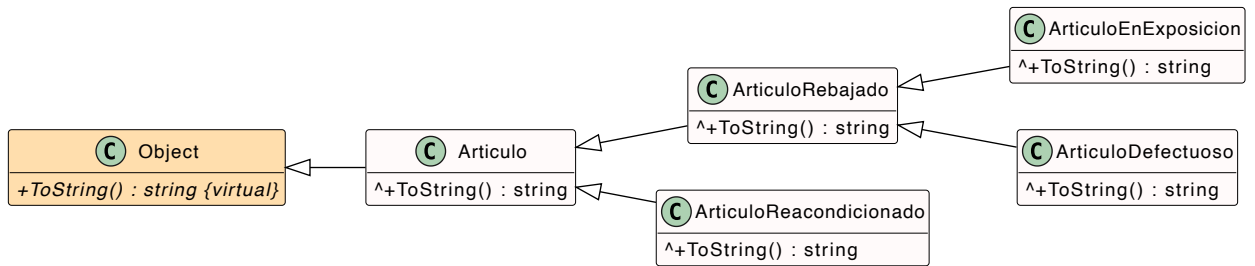 C Object
+ToString() : string {virtual}
C Articulo
^+ToString() : string
C ArticuloRebajado
^+ToString() : string
C ArticuloReacondicionado
^+ToString() : string
C ArticuloEnExposicion
^+ToString() : string
C ArticuloDefectuoso
^+ToString() : string